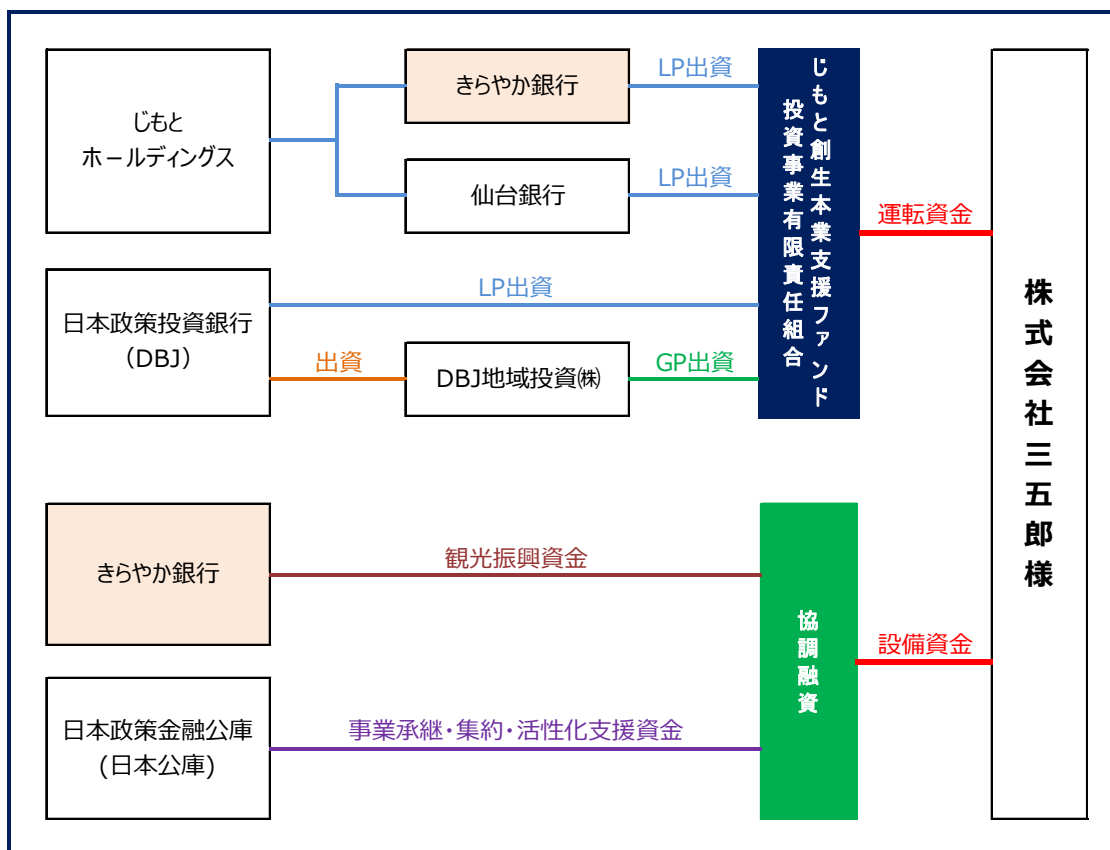 じもと
ホールディングス
きらやか銀行
LP出資
仙台銀行
LP出資
日本政策投資銀行
（DBJ）
LP出資
出資
DBJ地域投資㈱
GP出資
じもと創生本業支援ファンド
投資事業有限責任組合
運転資金
きらやか銀行
観光振興資金
日本政策金融公庫
(日本公庫)
事業承継・集約・活性化支援資金
協調融資
設備資金
株式会社三五郎様